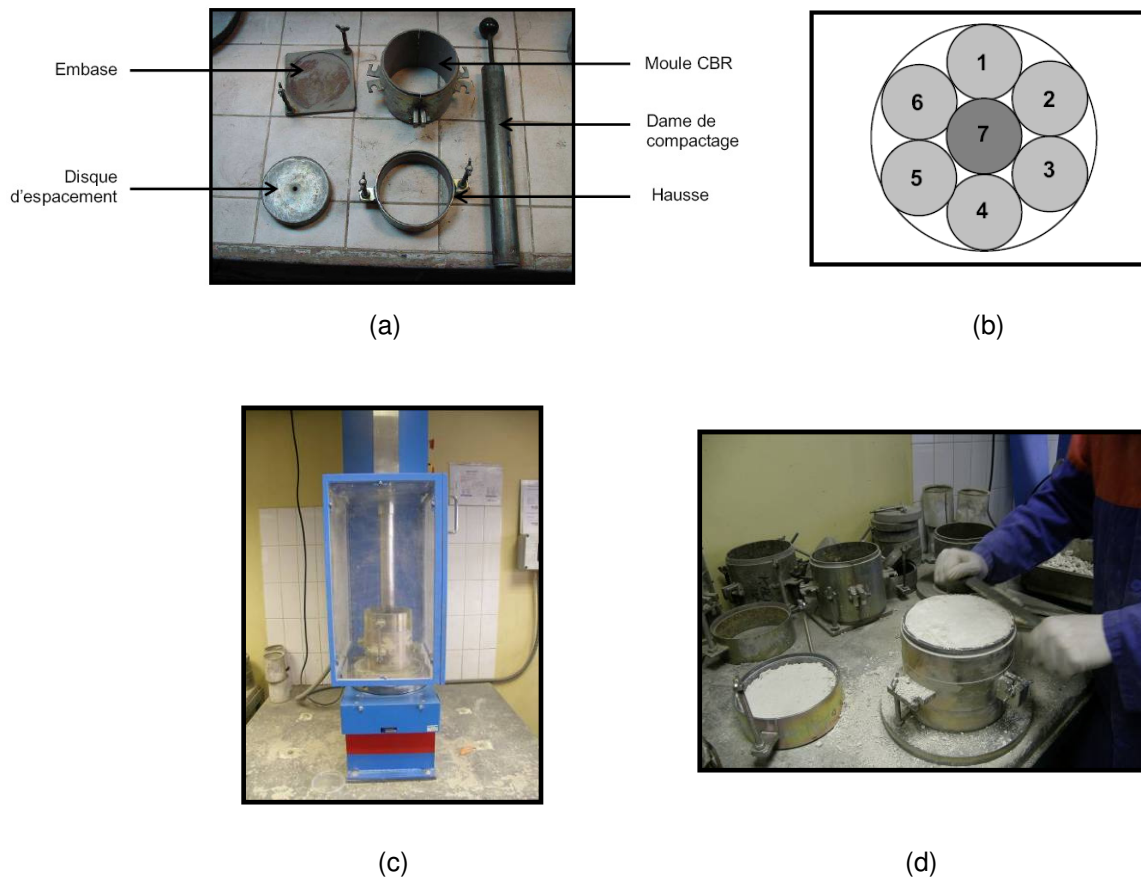 Embase
Disque
d'espacement
Moule CBR
Dame de
compactage
Hausse
(a)
1
2
3
4
5
6
7
(b)
(c)
(d)